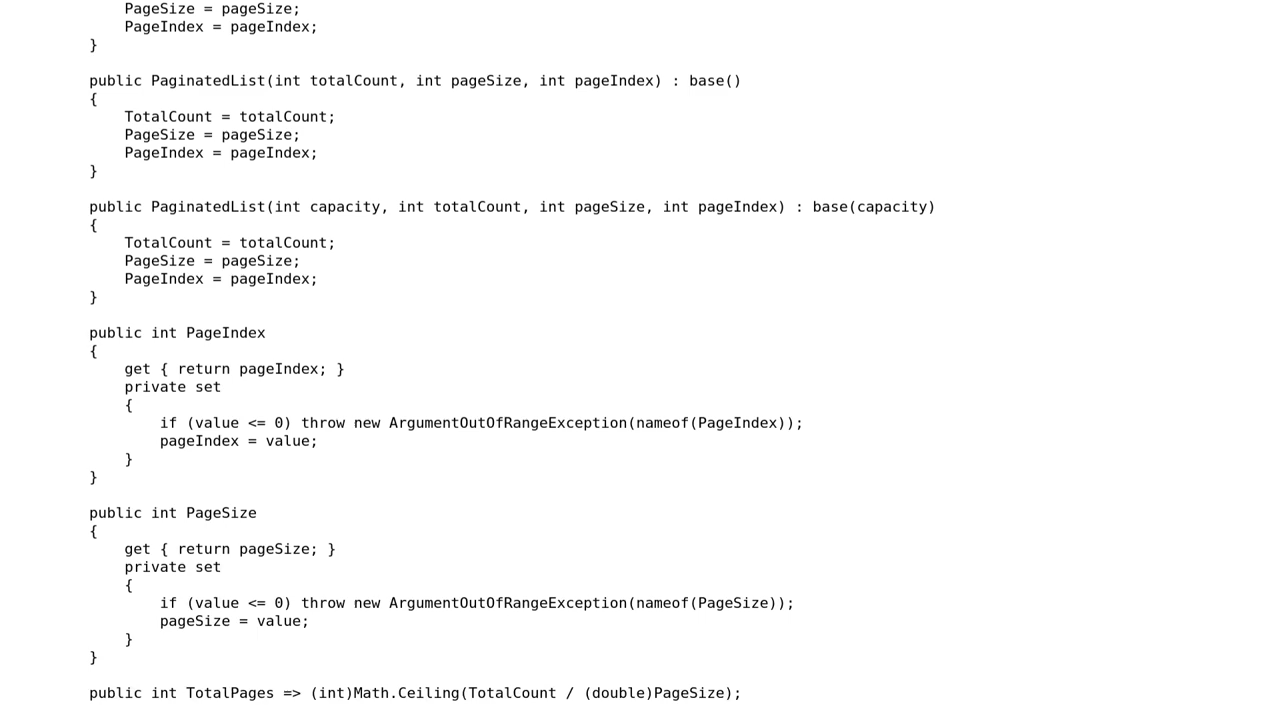 PageSize = pageSize;
PageIndex = pageIndex;
}
public PaginatedList(int totalCount, int pageSize, int pageIndex) : base()
{
TotalCount = totalCount;
PageSize = pageSize;
PageIndex = pageIndex;
}
public PaginatedList(int capacity, int totalCount, int pageSize, int pageIndex) : base(capacity)
{
TotalCount = totalCount;
PageSize = pageSize;
PageIndex = pageIndex;
}
public int PageIndex
{
get { return pageIndex; }
private set
{
if (value <= 0) throw new ArgumentOutOfRangeException(nameof(PageIndex));
pageIndex = value;
}
}
public int PageSize
{
get { return pageSize; }
private set
{
if (value <= 0) throw new ArgumentOutOfRangeException(nameof(PageSize));
pageSize = value;
}
}
public int TotalPages => (int)Math.Ceiling(TotalCount / (double)PageSize);